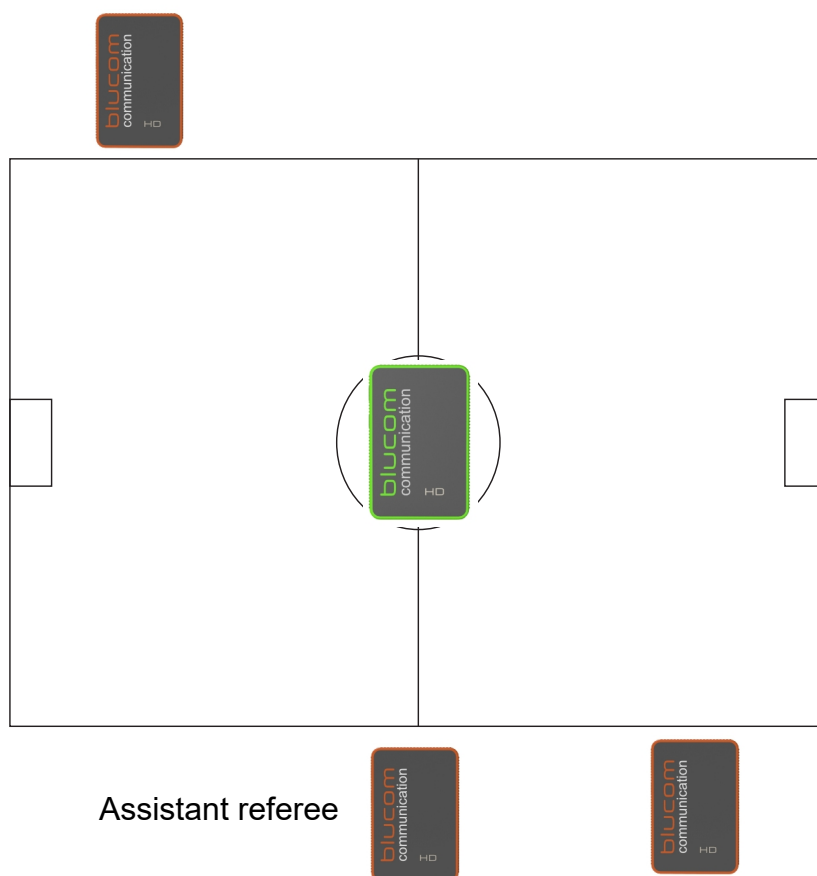 blucom
communication
HD
blucom
communication
HD
Assistant referee
blucom
communication
HD
blucom
communication
HD